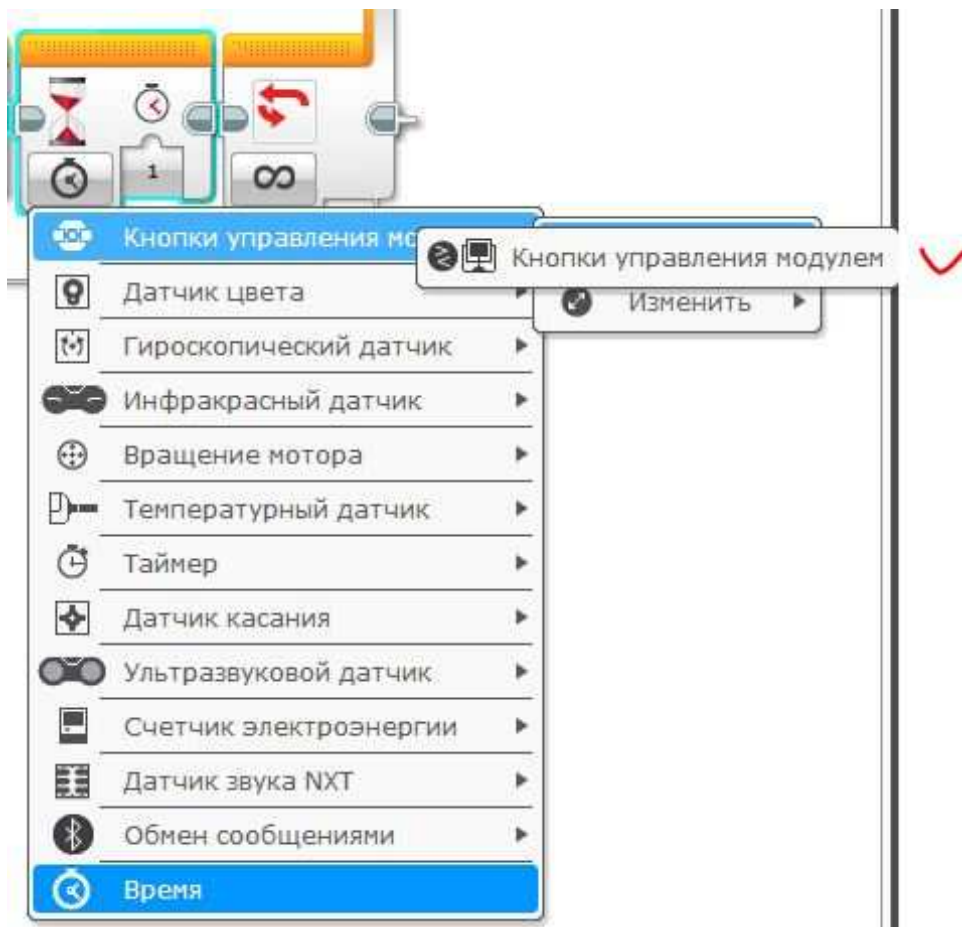 1
∞
Кнопки управления мо
Кнопки управления модулем
Датчик цвета
Изменить
Гироскопический датчик
Инфракрасный датчик
Вращение мотора
Температурный датчик
Таймер
Датчик касания
Ультразвуковой датчик
Счетчик электроэнергии
Датчик звука NXT
Обмен сообщениями
Время